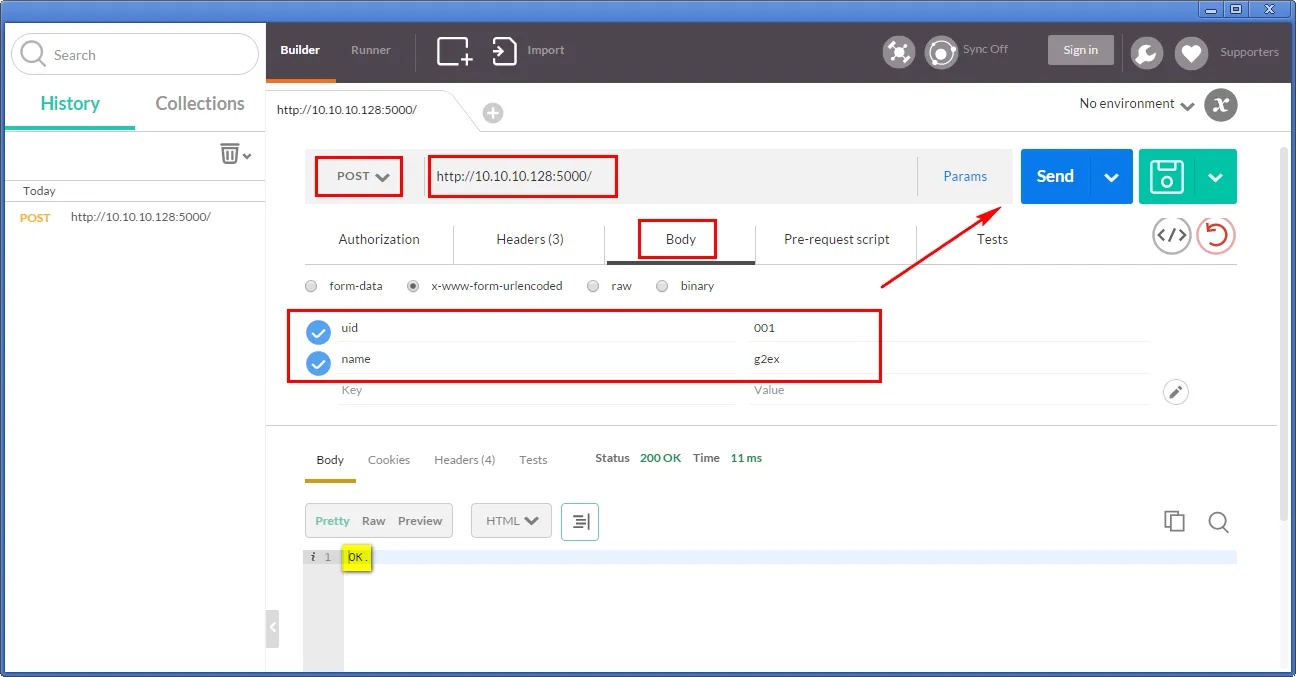 Search
History Collections
Today
POST http://10.10.10.128:5000/
Builder Runner Import Sync Off Sign in Supporters
http://10.10.10.128:5000/
No environment
POST http://10.10.10.128:5000/ Params Send
Authorization Headers (3) Body Pre-request script Tests
form-data x-www-form-urlencoded raw binary
uid 001
name g2ex
Key Value
Body Cookies Headers (4) Tests Status 200 OK Time 11 ms
Pretty Raw Preview HTML
i 1 OK.